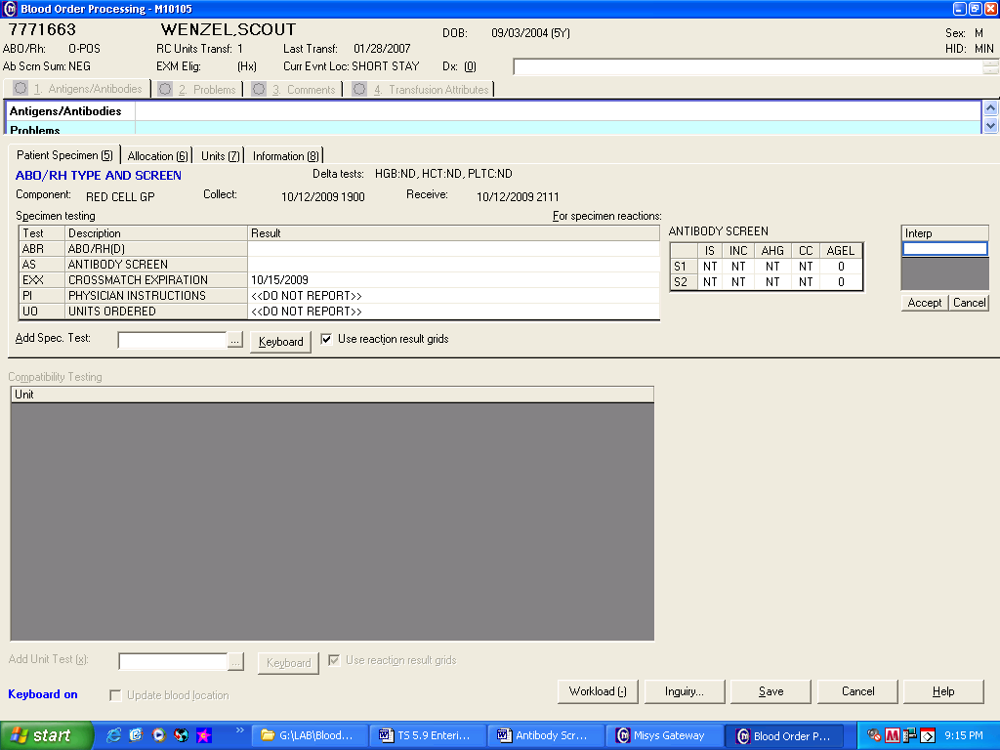 Blood Order Processing - M10105
7771663 WENZEL,SCOUT DOB: 09/03/2004 (5Y) Sex: M
ABO/Rh: O-POS RC Units Transf: 1 Last Transf: 01/28/2007 HID: MIN
Ab Scrn Sum: NEG EXM Elig: (Hx) Curr Evnt Loc: SHORT STAY Dx: (0)
1. Antigens/Antibodies 2. Problems 3. Comments 4. Transfusion Attributes
Antigens/Antibodies
Problems
Patient Specimen (5) Allocation (6) Units (7) Information (8)
ABO/RH TYPE AND SCREEN Delta tests: HGB:ND, HCT:ND, PLTC:ND
Component: RED CELL GP Collect: 10/12/2009 1900 Receive: 10/12/2009 2111
Specimen testing For specimen reactions:
Test Description Result
ABR ABO/RH(D)
AS ANTIBODY SCREEN
EXX CROSSMATCH EXPIRATION 10/15/2009
PI PHYSICIAN INSTRUCTIONS <<DO NOT REPORT>>
UO UNITS ORDERED <<DO NOT REPORT>>
ANTIBODY SCREEN
IS INC AHG CC AGEL
S1 NT NT NT NT 0
S2 NT NT NT NT 0
Interp
Accept Cancel
Add Spec. Test: ... Keyboard Use reaction result grids
Compatibility Testing
Unit
Add Unit Test (x): ... Keyboard Use reaction result grids
Keyboard on Update blood location
Workload (-) Inquiry... Save Cancel Help
start » G:\LAB\Blood... TS 5.9 Enteri... Antibody Scr... Misys Gateway Blood Order P... 9:15 PM